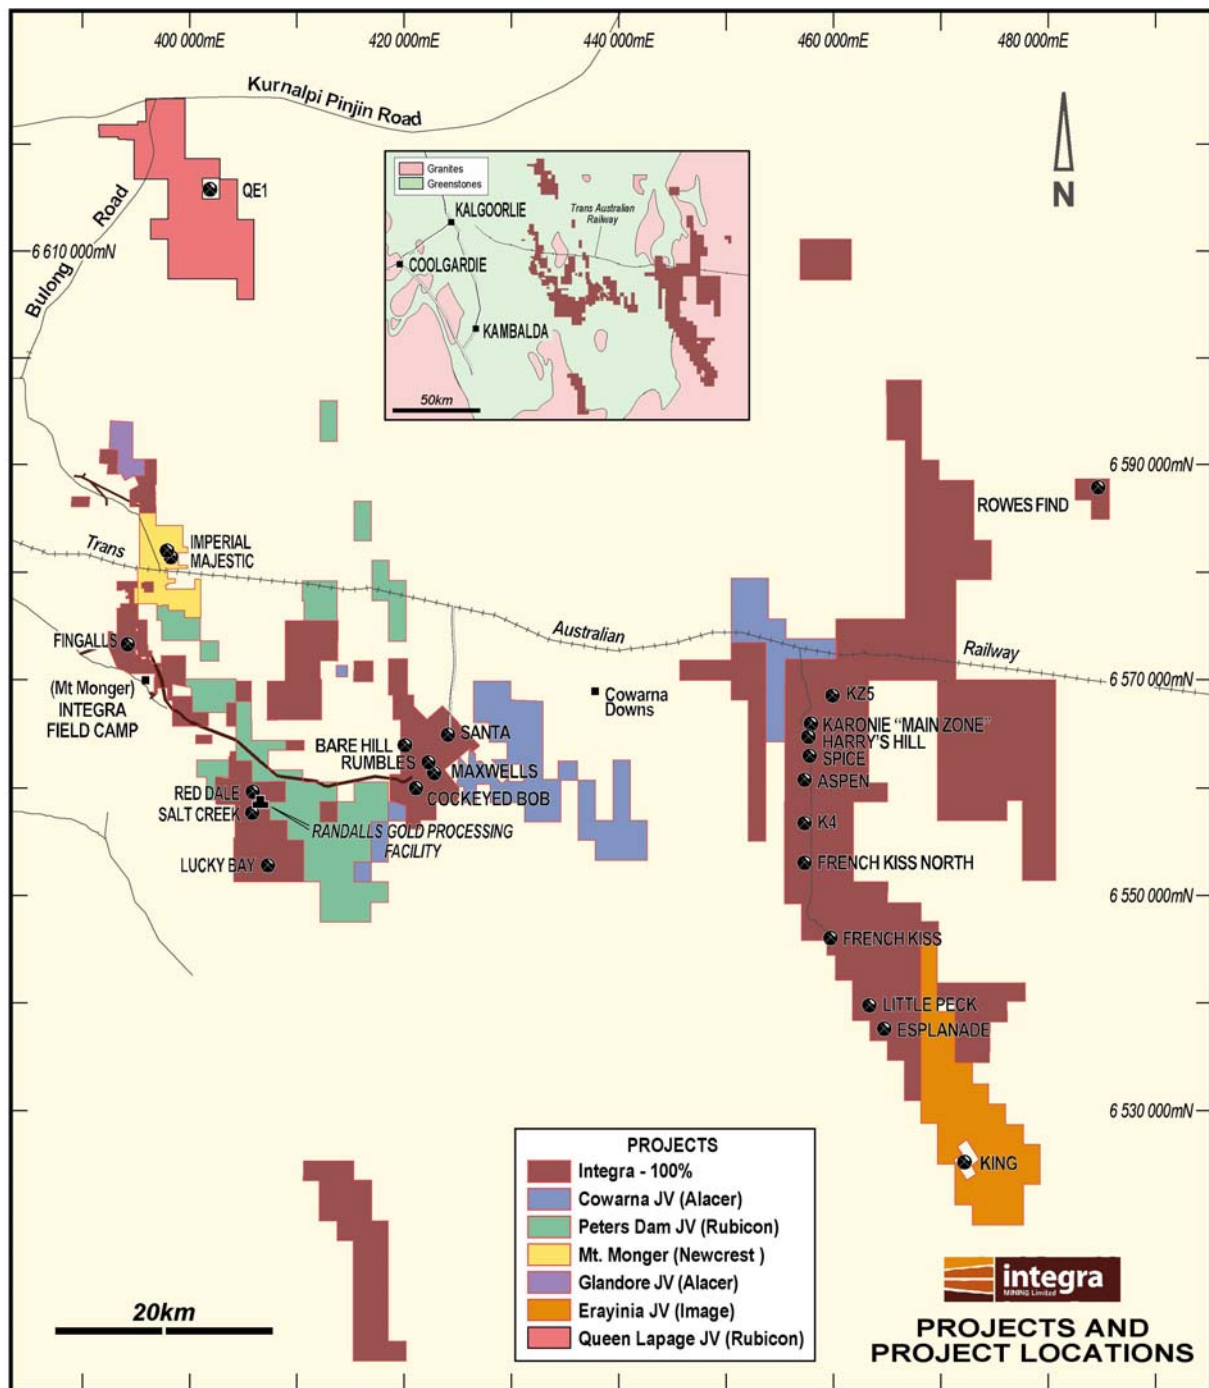 400 000mE
420 000mE
440 000mE
460 000mE
480 000mE
Kurnalpi Pinjin Road
Bulong Road
QE1
6 610 000mN
Granites
Greenstones
KALGOORLIE
Trans Australian
Railway
COOLGARDIE
KAMBALDA
50km
N
6 590 000mN
ROWES FIND
IMPERIAL
MAJESTIC
Trans Australian Railway
FINGALLS
(Mt Monger)
INTEGRA
FIELD CAMP
6 570 000mN
Cowarna
Downs
KZ5
KARONIE "MAIN ZONE"
HARRY'S HILL
SPICE
ASPEN
K4
FRENCH KISS NORTH
SANTA
BARE HILL
RUMBLES
MAXWELLS
COCKEYED BOB
RED DALE
SALT CREEK
RANDALLS GOLD PROCESSING
FACILITY
LUCKY BAY
6 550 000mN
FRENCH KISS
LITTLE PECK
ESPLANADE
6 530 000mN
KING
PROJECTS
Integra - 100%
Cowarna JV (Alacer)
Peters Dam JV (Rubicon)
Mt. Monger (Newcrest )
Glandore JV (Alacer)
Erayinia JV (Image)
Queen Lapage JV (Rubicon)
20km
integra
MINING Limited
PROJECTS AND
PROJECT LOCATIONS